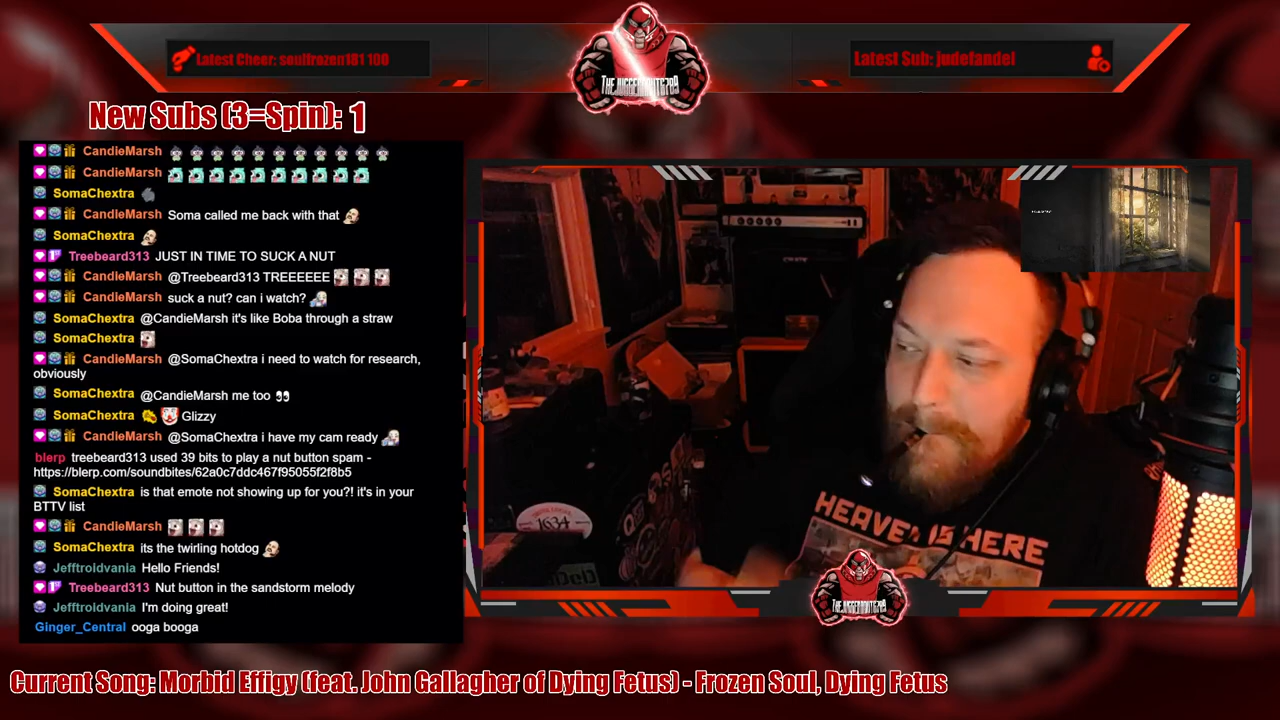 Latest Cheer: soulfrozen181 100
THEJUGGERNAUT6789
Latest Sub: judefandel
New Subs (3=Spin): 1
CandieMarsh
CandieMarsh
SomaChextra
CandieMarsh Soma called me back with that
SomaChextra
Treebeard313 JUST IN TIME TO SUCK A NUT
CandieMarsh @Treebeard313 TREEEEEE
CandieMarsh suck a nut? can i watch?
SomaChextra @CandieMarsh it's like Boba through a straw
SomaChextra
CandieMarsh @SomaChextra i need to watch for research,
obviously
SomaChextra @CandieMarsh me too 👀
SomaChextra Glizzy
CandieMarsh @SomaChextra i have my cam ready
blerp treebeard313 used 39 bits to play a nut button spam -
https://blerp.com/soundbites/62a0c7ddc467f95055f2f8b5
SomaChextra is that emote not showing up for you?! it's in your
BTTV list
CandieMarsh
SomaChextra its the twirling hotdog
Jefftroidvania Hello Friends!
Treebeard313 Nut button in the sandstorm melody
Jefftroidvania I'm doing great!
Ginger_Central ooga booga
1634
HEAVEN IS HERE
Current Song: Morbid Effigy (feat. John Gallagher of Dying Fetus) - Frozen Soul, Dying Fetus